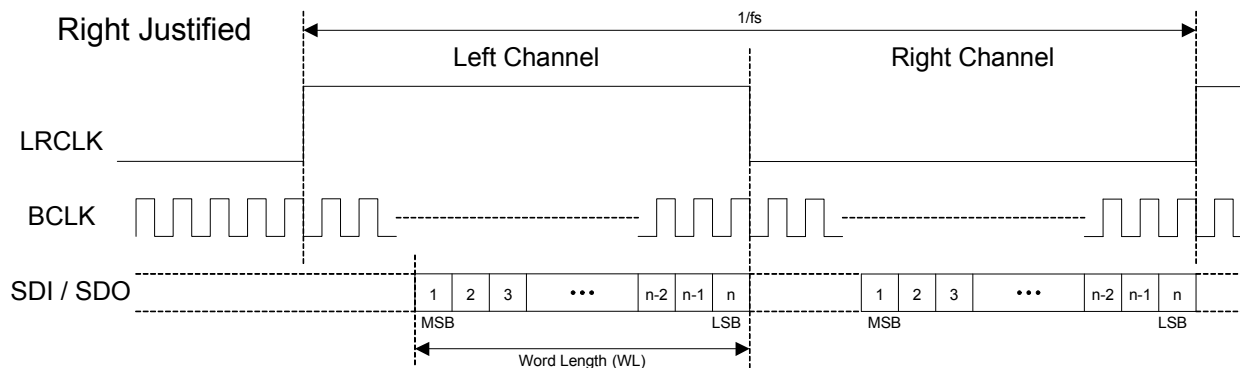 Right Justified
1/fs
Left Channel
Right Channel
LRCLK
BCLK
SDI / SDO
1 2 3 ••• n-2 n-1 n
1 2 3 ••• n-2 n-1 n
MSB LSB
MSB LSB
Word Length (WL)